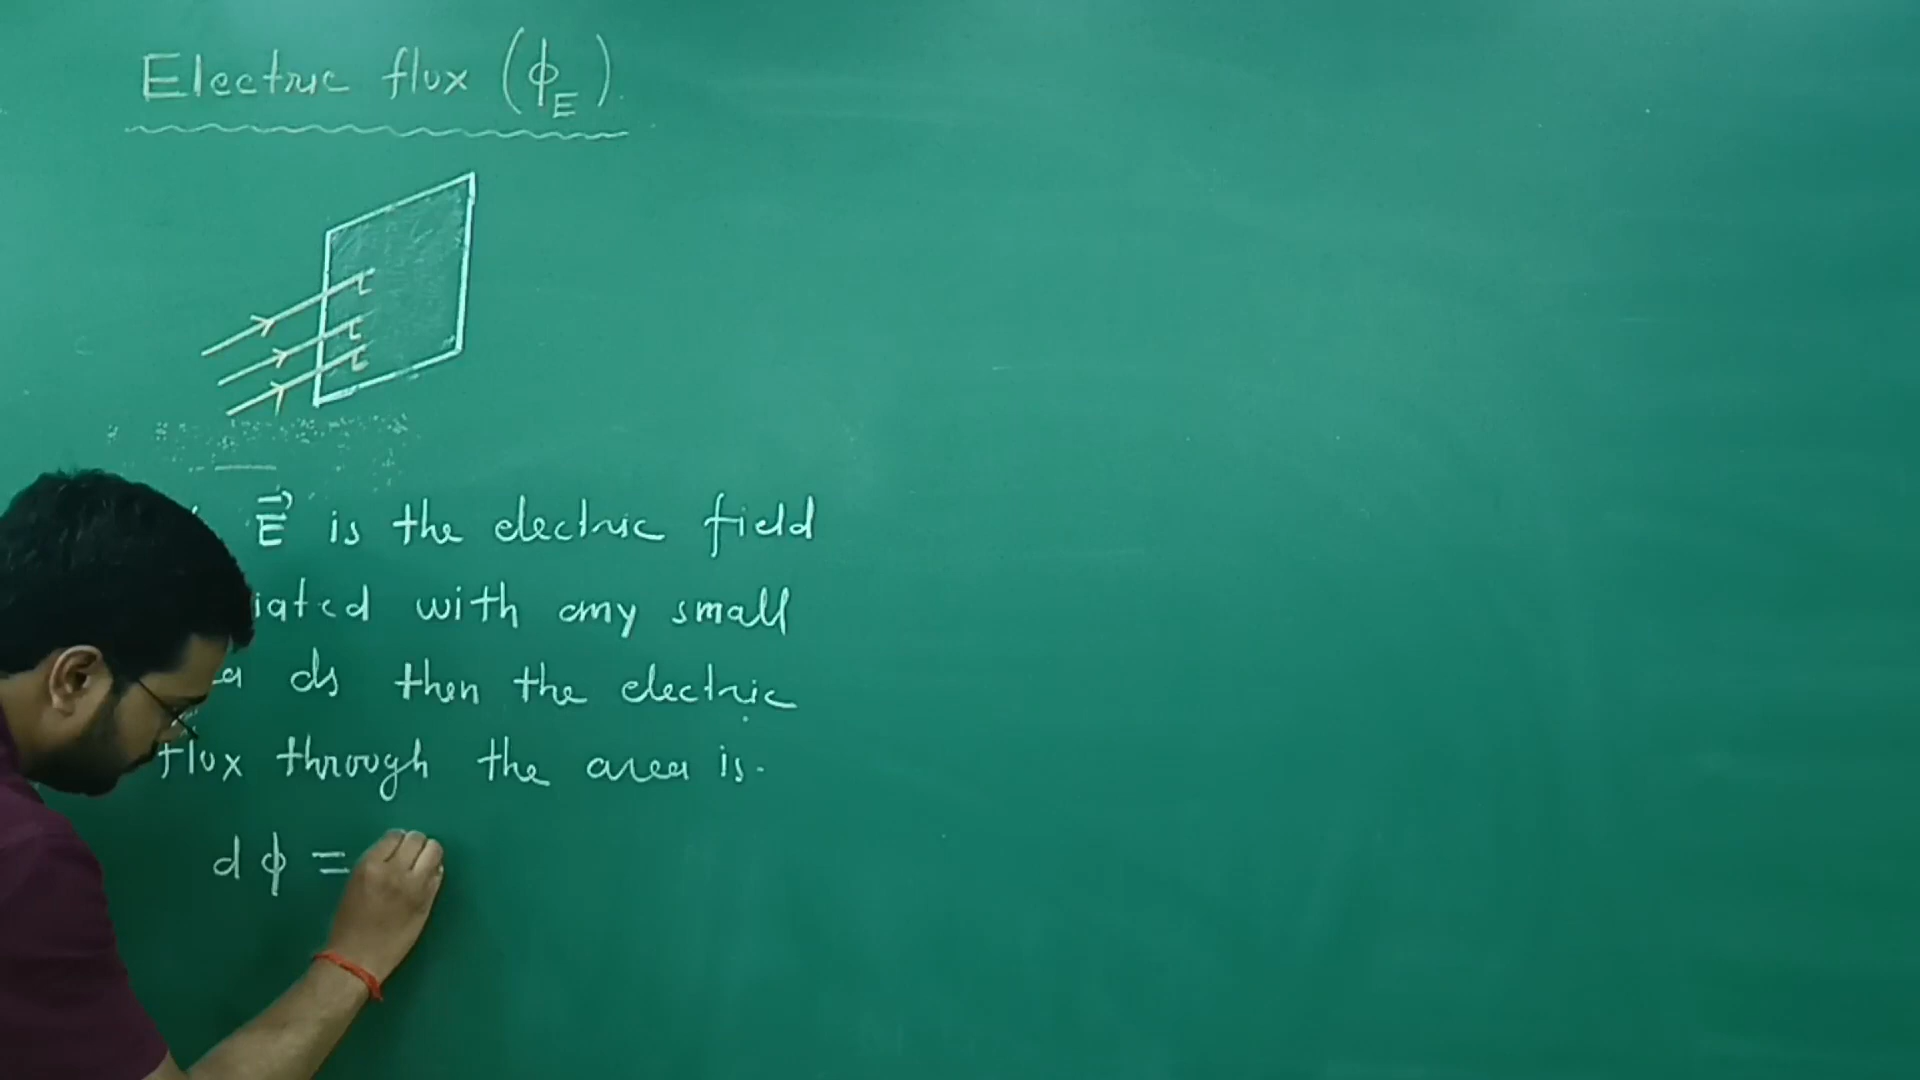 Electric flux (ϕ_E).
E⃗ is the electric field
with any small
ds then the electric
flux through the area is.
dϕ =